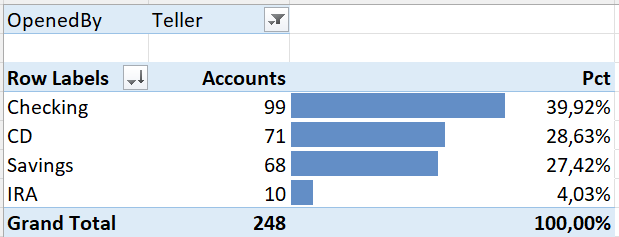 OpenedBy Teller
Row Labels Accounts Pct
Checking 99 39,92%
CD 71 28,63%
Savings 68 27,42%
IRA 10 4,03%
Grand Total 248 100,00%